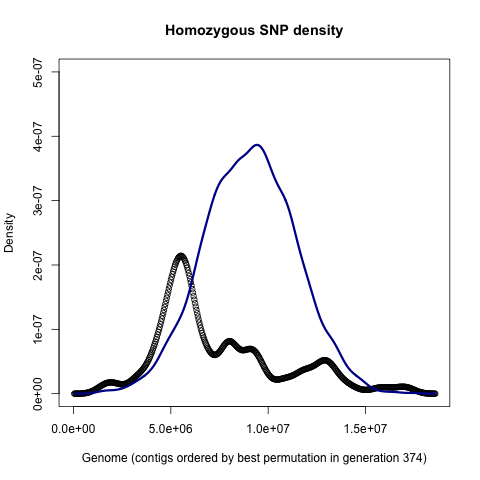 Homozygous SNP density
Density
5e-07
4e-07
3e-07
2e-07
1e-07
0e+00
0.0e+00 5.0e+06 1.0e+07 1.5e+07
Genome (contigs ordered by best permutation in generation 374)